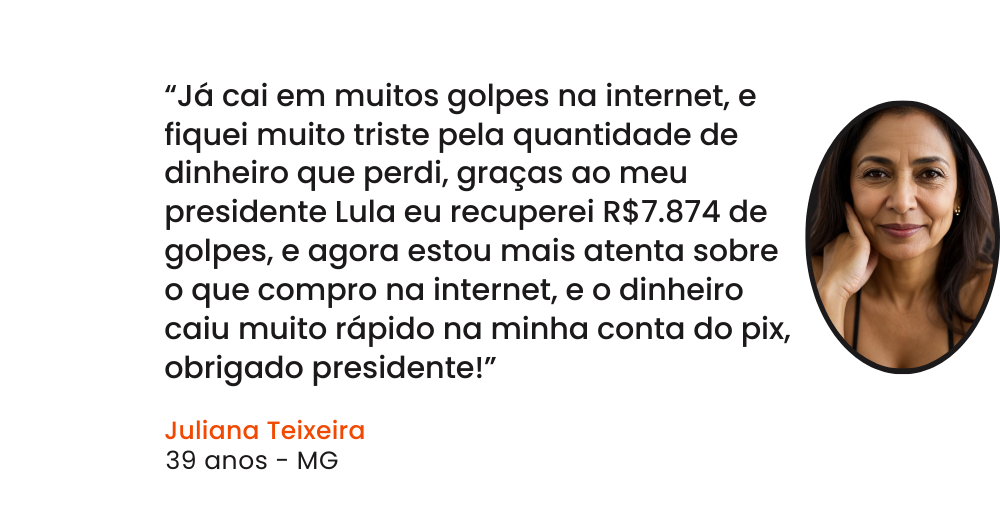 “Já cai em muitos golpes na internet, e
fiquei muito triste pela quantidade de
dinheiro que perdi, graças ao meu
presidente Lula eu recuperei R$7.874 de
golpes, e agora estou mais atenta sobre
o que compro na internet, e o dinheiro
caiu muito rápido na minha conta do pix,
obrigado presidente!”
Juliana Teixeira
39 anos - MG